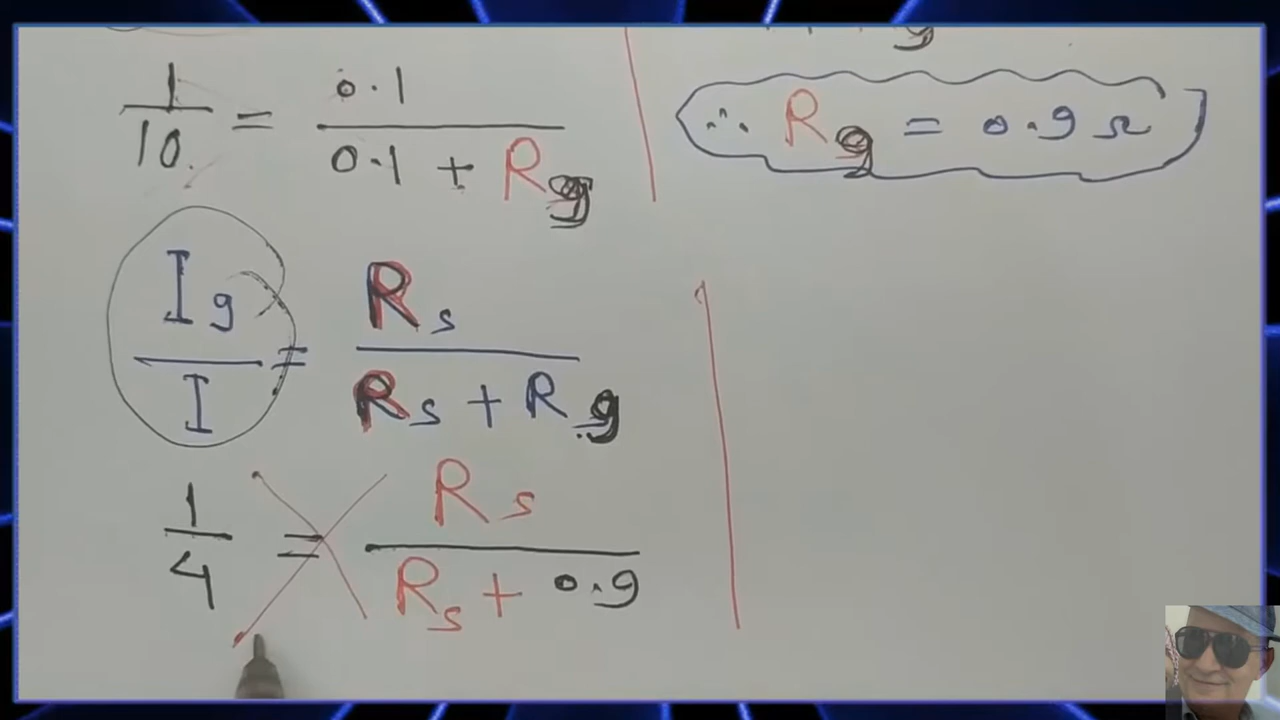 1/10 = 0.1/(0.1 + Rg)
∴ Rg = 0.9 Ω
Ig/I = Rs/(Rs + Rg)
1/4 = Rs/(Rs + 0.9)